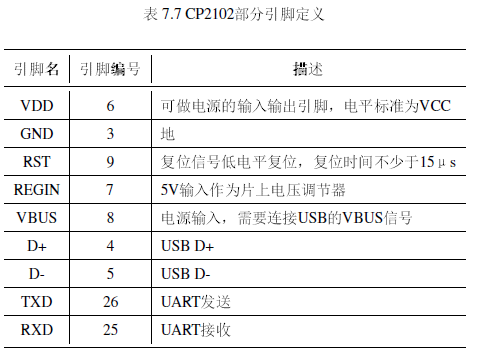 表 7.7 CP2102部分引脚定义
引脚名 引脚编号 描述
VDD 6 可做电源的输入输出引脚，电平标准为VCC
GND 3 地
RST 9 复位信号低电平复位，复位时间不少于15μs
REGIN 7 5V输入作为片上电压调节器
VBUS 8 电源输入，需要连接USB的VBUS信号
D+ 4 USB D+
D- 5 USB D-
TXD 26 UART发送
RXD 25 UART接收